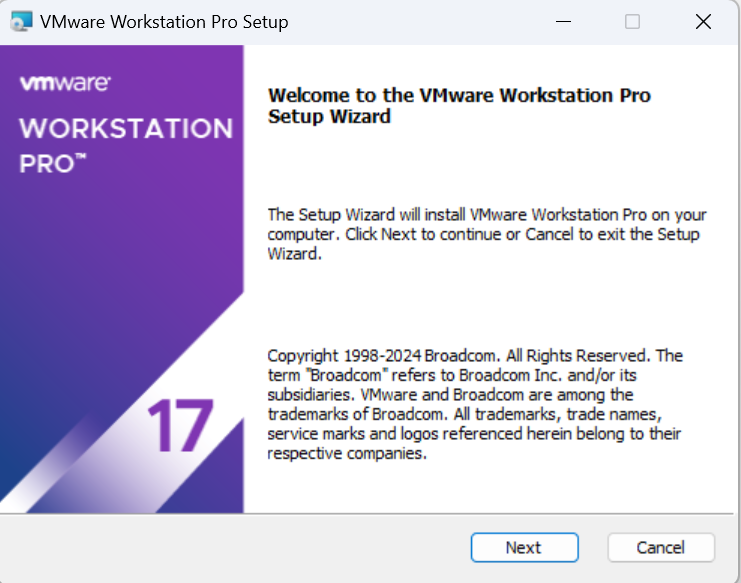 VMware Workstation Pro Setup
vmware®
WORKSTATION
PRO™
Welcome to the VMware Workstation Pro
Setup Wizard
The Setup Wizard will install VMware Workstation Pro on your
computer. Click Next to continue or Cancel to exit the Setup
Wizard.
Copyright 1998-2024 Broadcom. All Rights Reserved. The
term "Broadcom" refers to Broadcom Inc. and/or its
subsidiaries. VMware and Broadcom are among the
trademarks of Broadcom. All trademarks, trade names,
service marks and logos referenced herein belong to their
respective companies.
17
Next
Cancel